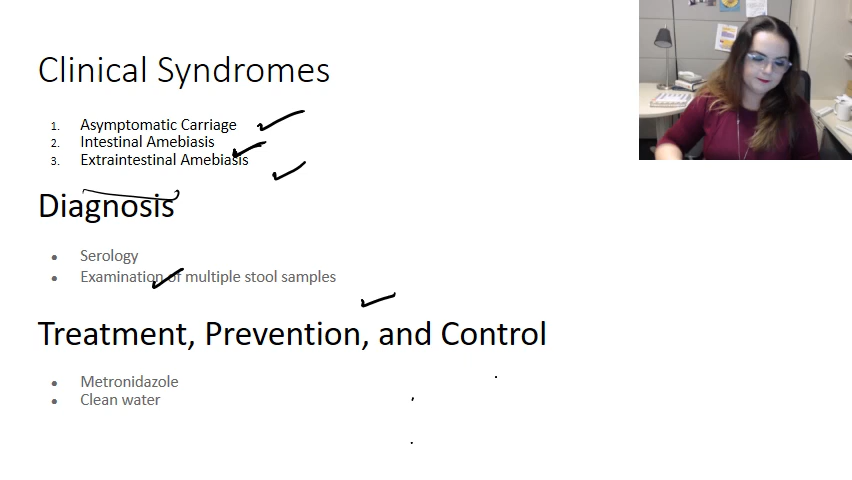 Clinical Syndromes
1. Asymptomatic Carriage
2. Intestinal Amebiasis
3. Extraintestinal Amebiasis
Diagnosis
• Serology
• Examination of multiple stool samples
Treatment, Prevention, and Control
• Metronidazole
• Clean water